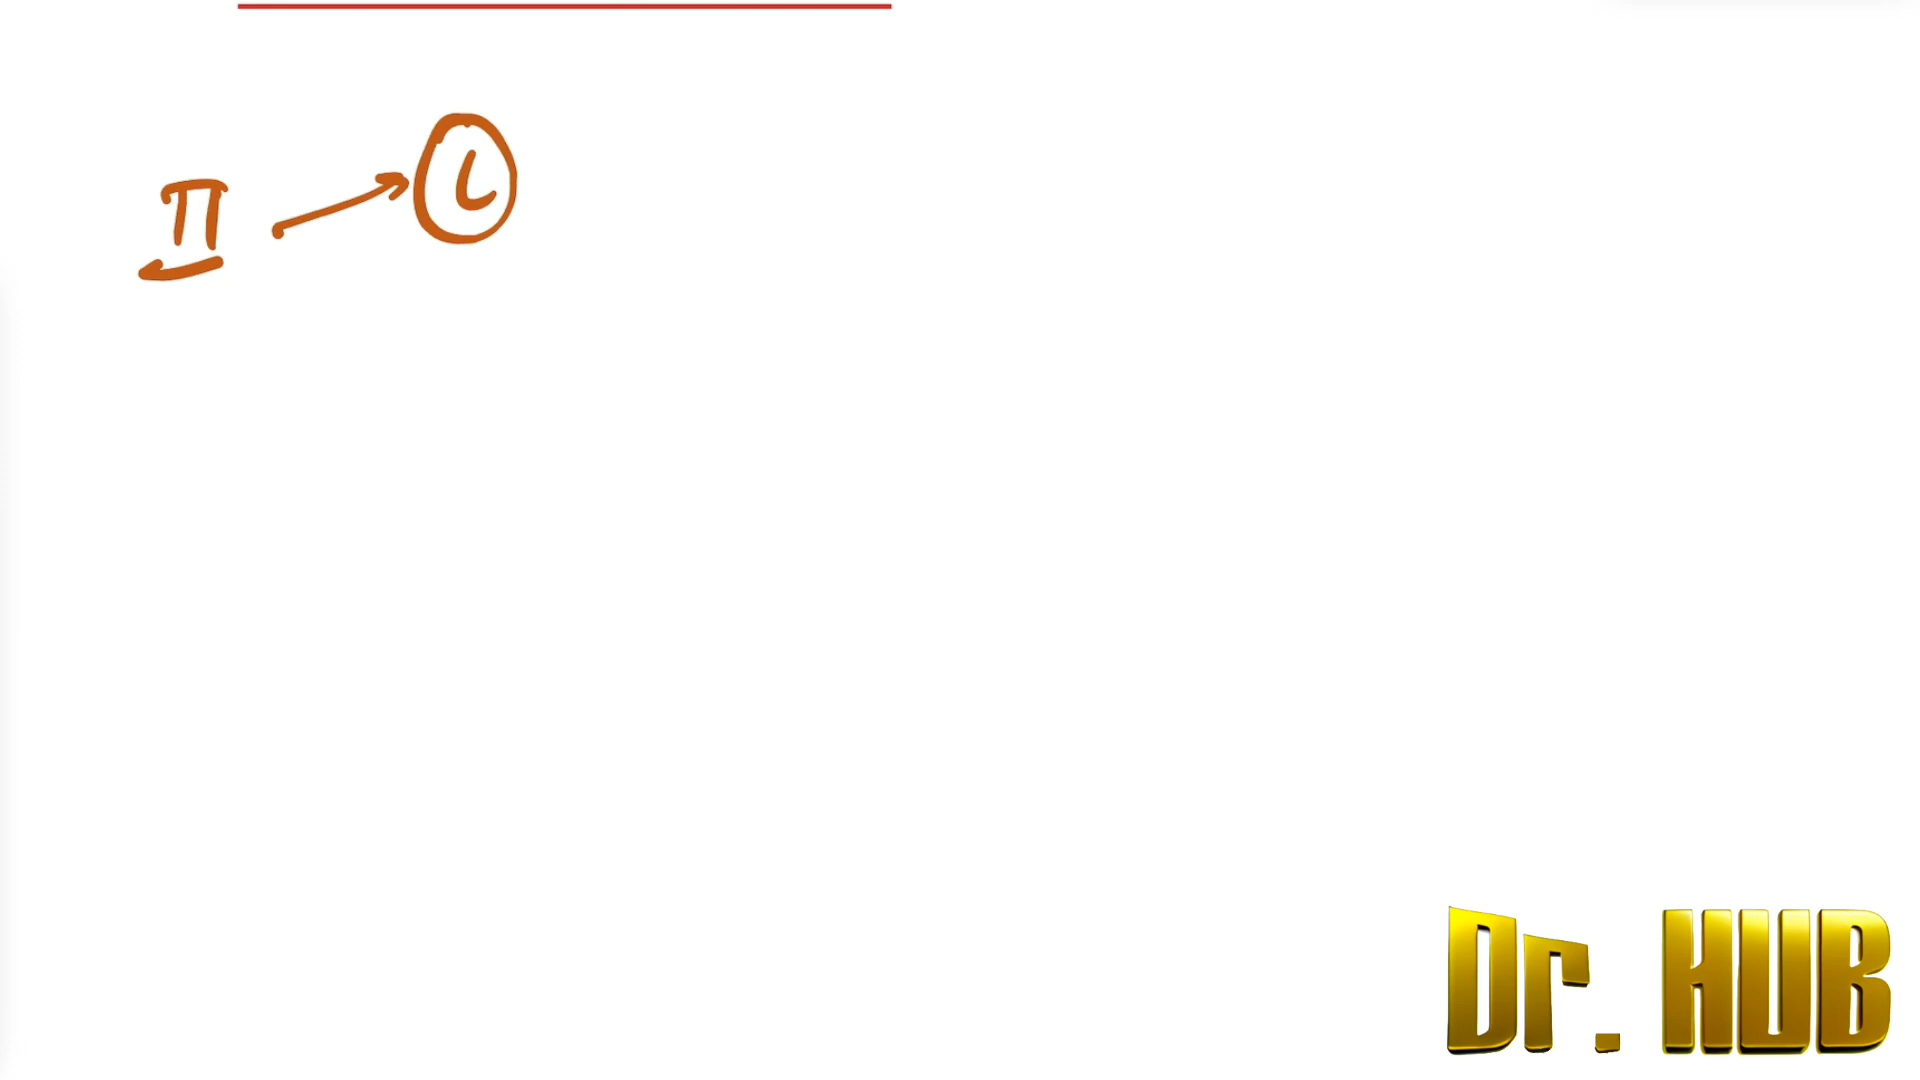 π → L
Dr. HUB